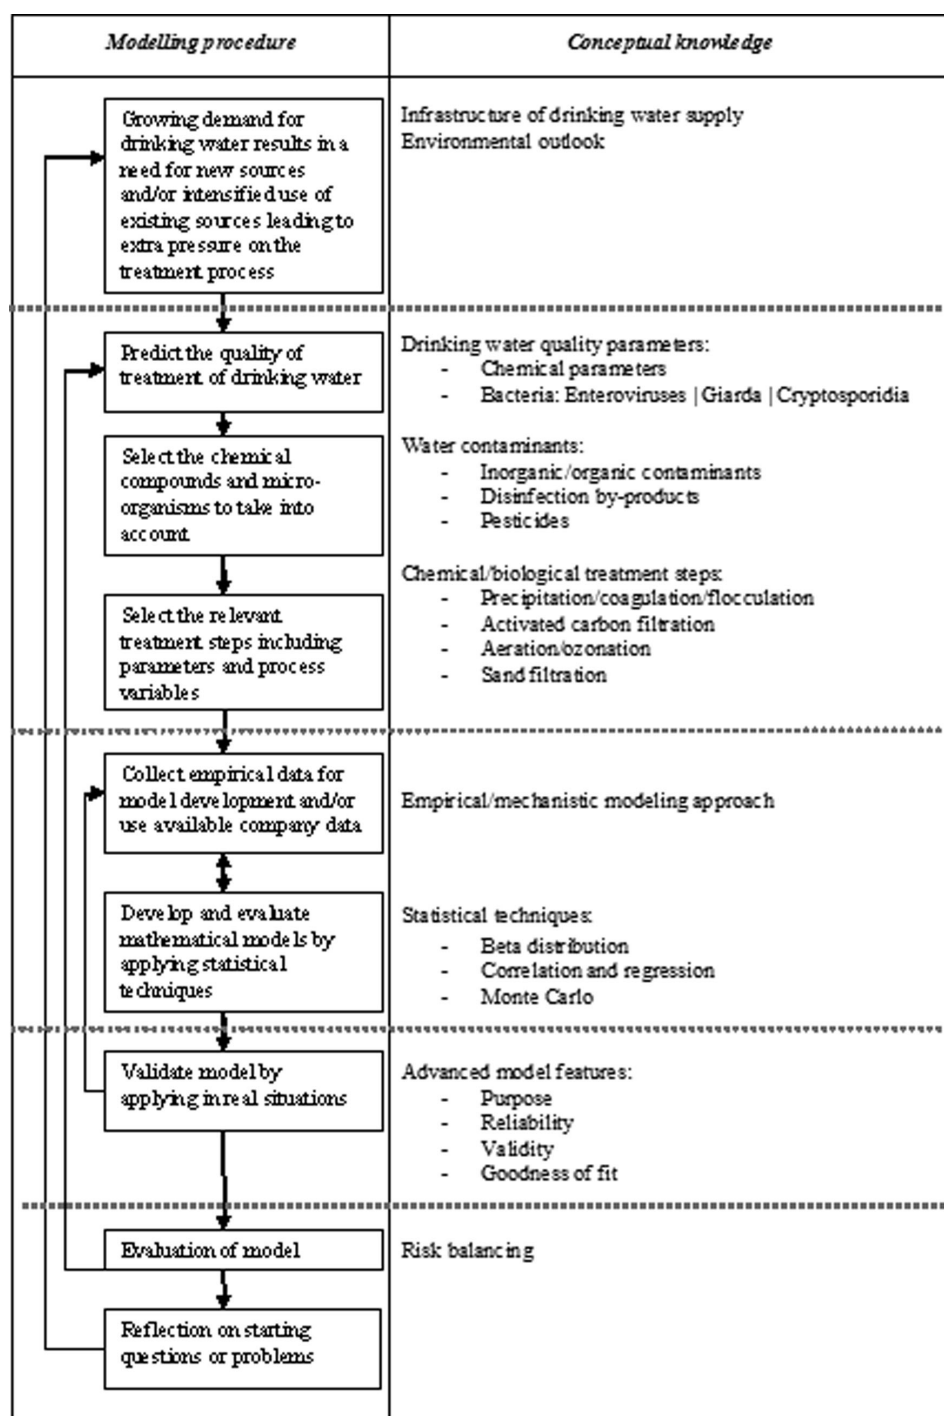 Modelling procedure
Conceptual knowledge
Growing demand for
drinking water results in a
need for new sources
and/or intensified use of
existing sources leading to
extra pressure on the
treatment process
Infrastructure of drinking water supply
Environmental outlook
Predict the quality of
treatment of drinking water
Drinking water quality parameters:
- Chemical parameters
- Bacteria: Enteroviruses | Giarda | Cryptosporidia
Select the chemical
compounds and micro-
organisms to take into
account
Water contaminants:
- Inorganic/organic contaminants
- Disinfection by-products
- Pesticides
Select the relevant
treatment steps including
parameters and process
variables
Chemical/biological treatment steps:
- Precipitation/coagulation/flocculation
- Activated carbon filtration
- Aeration/ozonation
- Sand filtration
Collect empirical data for
model development and/or
use available company data
Empirical/mechanistic modeling approach
Develop and evaluate
mathematical models by
applying statistical
techniques
Statistical techniques:
- Beta distribution
- Correlation and regression
- Monte Carlo
Validate model by
applying in real situations
Advanced model features:
- Purpose
- Reliability
- Validity
- Goodness of fit
Evaluation of model
Risk balancing
Reflection on starting
questions or problems